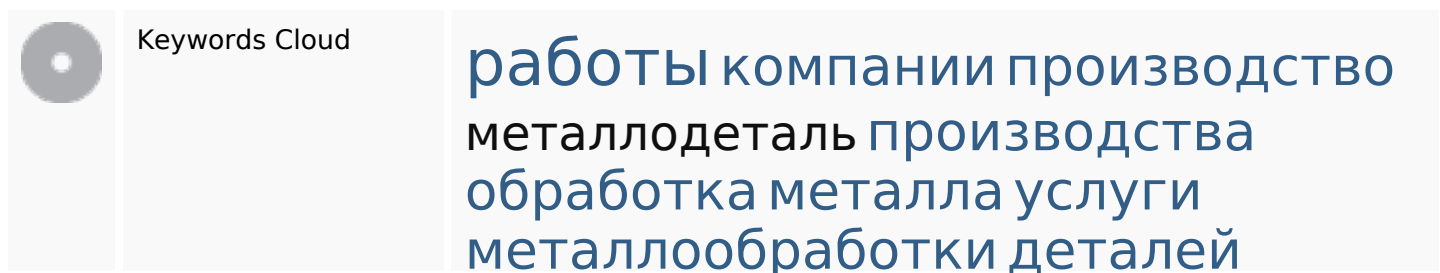 Keywords Cloud
работы компании производство
металлодеталь производства
обработка металла услуги
металлообработки деталей